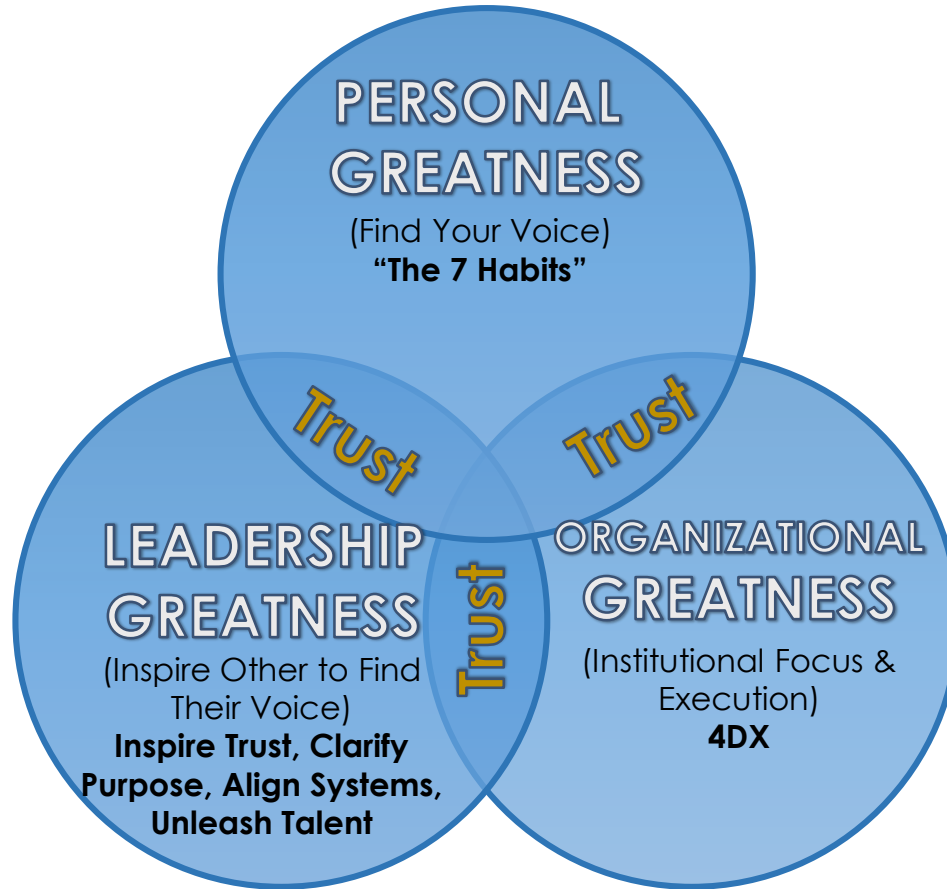 PERSONAL
GREATNESS
(Find Your Voice)
“The 7 Habits”
Trust
Trust
LEADERSHIP
GREATNESS
(Inspire Other to Find
Their Voice)
Inspire Trust, Clarify
Purpose, Align Systems,
Unleash Talent
Trust
ORGANIZATIONAL
GREATNESS
(Institutional Focus &
Execution)
4DX